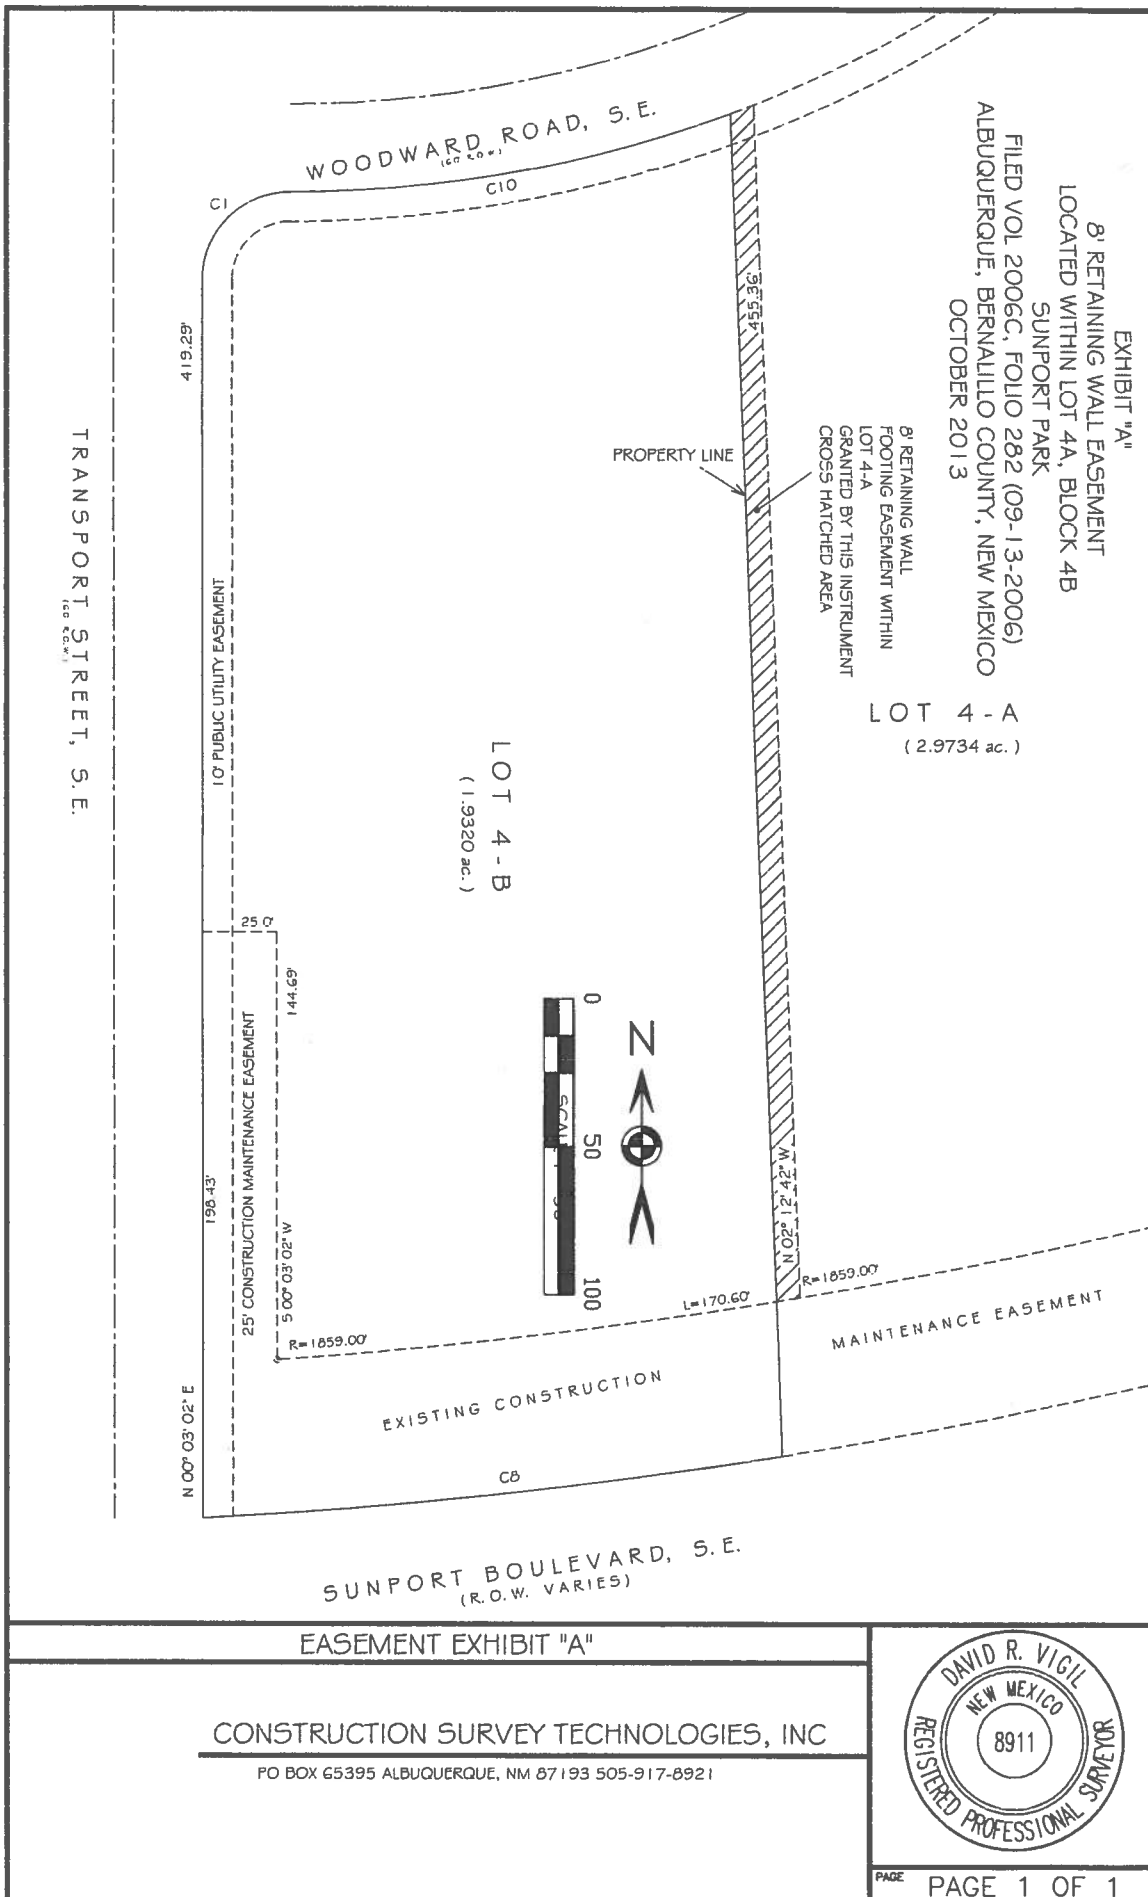 EXHIBIT "A"
8' RETAINING WALL EASEMENT
LOCATED WITHIN LOT 4A, BLOCK 4B
SUNPORT PARK
FILED VOL 2006C, FOLIO 282 (09-13-2006)
ALBUQUERQUE, BERNALILLO COUNTY, NEW MEXICO
OCTOBER 2013
WOODWARD ROAD, S.E.
C1
C10
455.36'
419.29'
PROPERTY LINE
8' RETAINING WALL
FOOTING EASEMENT WITHIN
LOT 4-A
GRANTED BY THIS INSTRUMENT
CROSS HATCHED AREA
LOT 4-A
(2.9734 ac.)
TRANSPORT STREET, S.E.
10' PUBLIC UTILITY EASEMENT
LOT 4-B
(1.9320 ac.)
25.0'
144.69'
25' CONSTRUCTION MAINTENANCE EASEMENT
198.43'
S 00° 03' 02" W
N 00° 03' 02" E
0
50
100
N
N 02° 12' 42" W
R=1859.00'
L=170.60'
R=1859.00'
MAINTENANCE EASEMENT
EXISTING CONSTRUCTION
C8
SUNPORT BOULEVARD, S.E.
(R.O.W. VARIES)
EASEMENT EXHIBIT "A"
CONSTRUCTION SURVEY TECHNOLOGIES, INC
PO BOX 65395 ALBUQUERQUE, NM 87193 505-917-8921
DAVID R. VIGIL
NEW MEXICO
8911
REGISTERED PROFESSIONAL SURVEYOR
PAGE
PAGE 1 OF 1